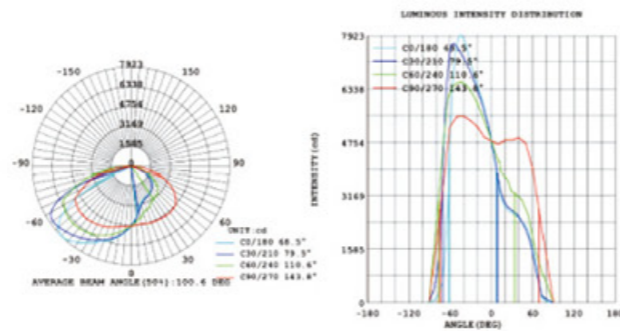 LUMINOUS INTENSITY DISTRIBUTION
-150
7923
150
6338
-120
4754
120
3169
1585
-90
90
-60
60
-30
30
0
UNIT:cd
C0/180 68.5°
C30/210 79.5°
C60/240 110.6°
C90/270 143.8°
AVERAGE BEAM ANGLE(50%):100.6 DEG
INTENSITY(cd)
7923
6338
4754
3169
1585
0
C0/180 68.5°
C30/210 79.5°
C60/240 110.6°
C90/270 143.8°
-180 -120 -60 0 60 120 180
ANGLE(DEG)